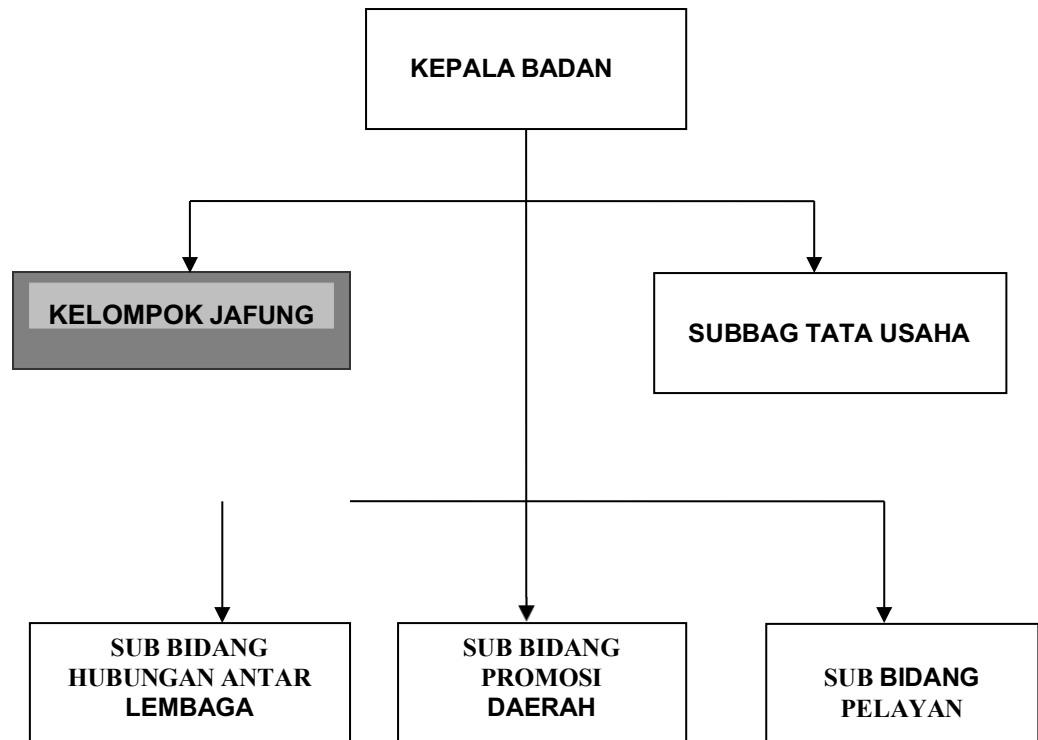 KEPALA BADAN
KELOMPOK JAFUNG
SUBBAG TATA USAHA
SUB BIDANG
HUBUNGAN ANTAR
LEMBAGA
SUB BIDANG
PROMOSI
DAERAH
SUB BIDANG
PELAYAN